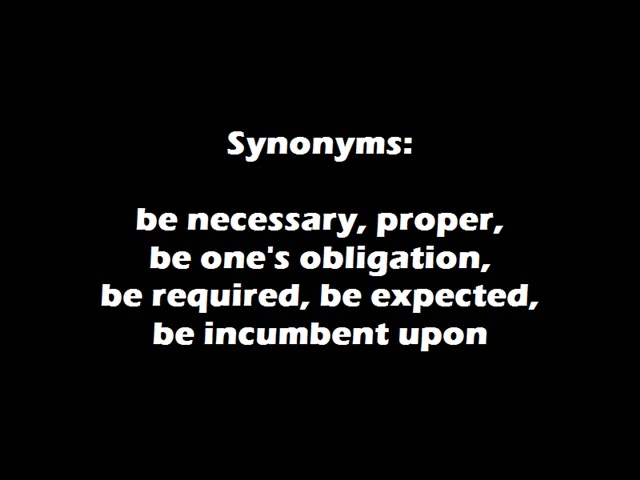 Synonyms:
be necessary, proper,
be one's obligation,
be required, be expected,
be incumbent upon